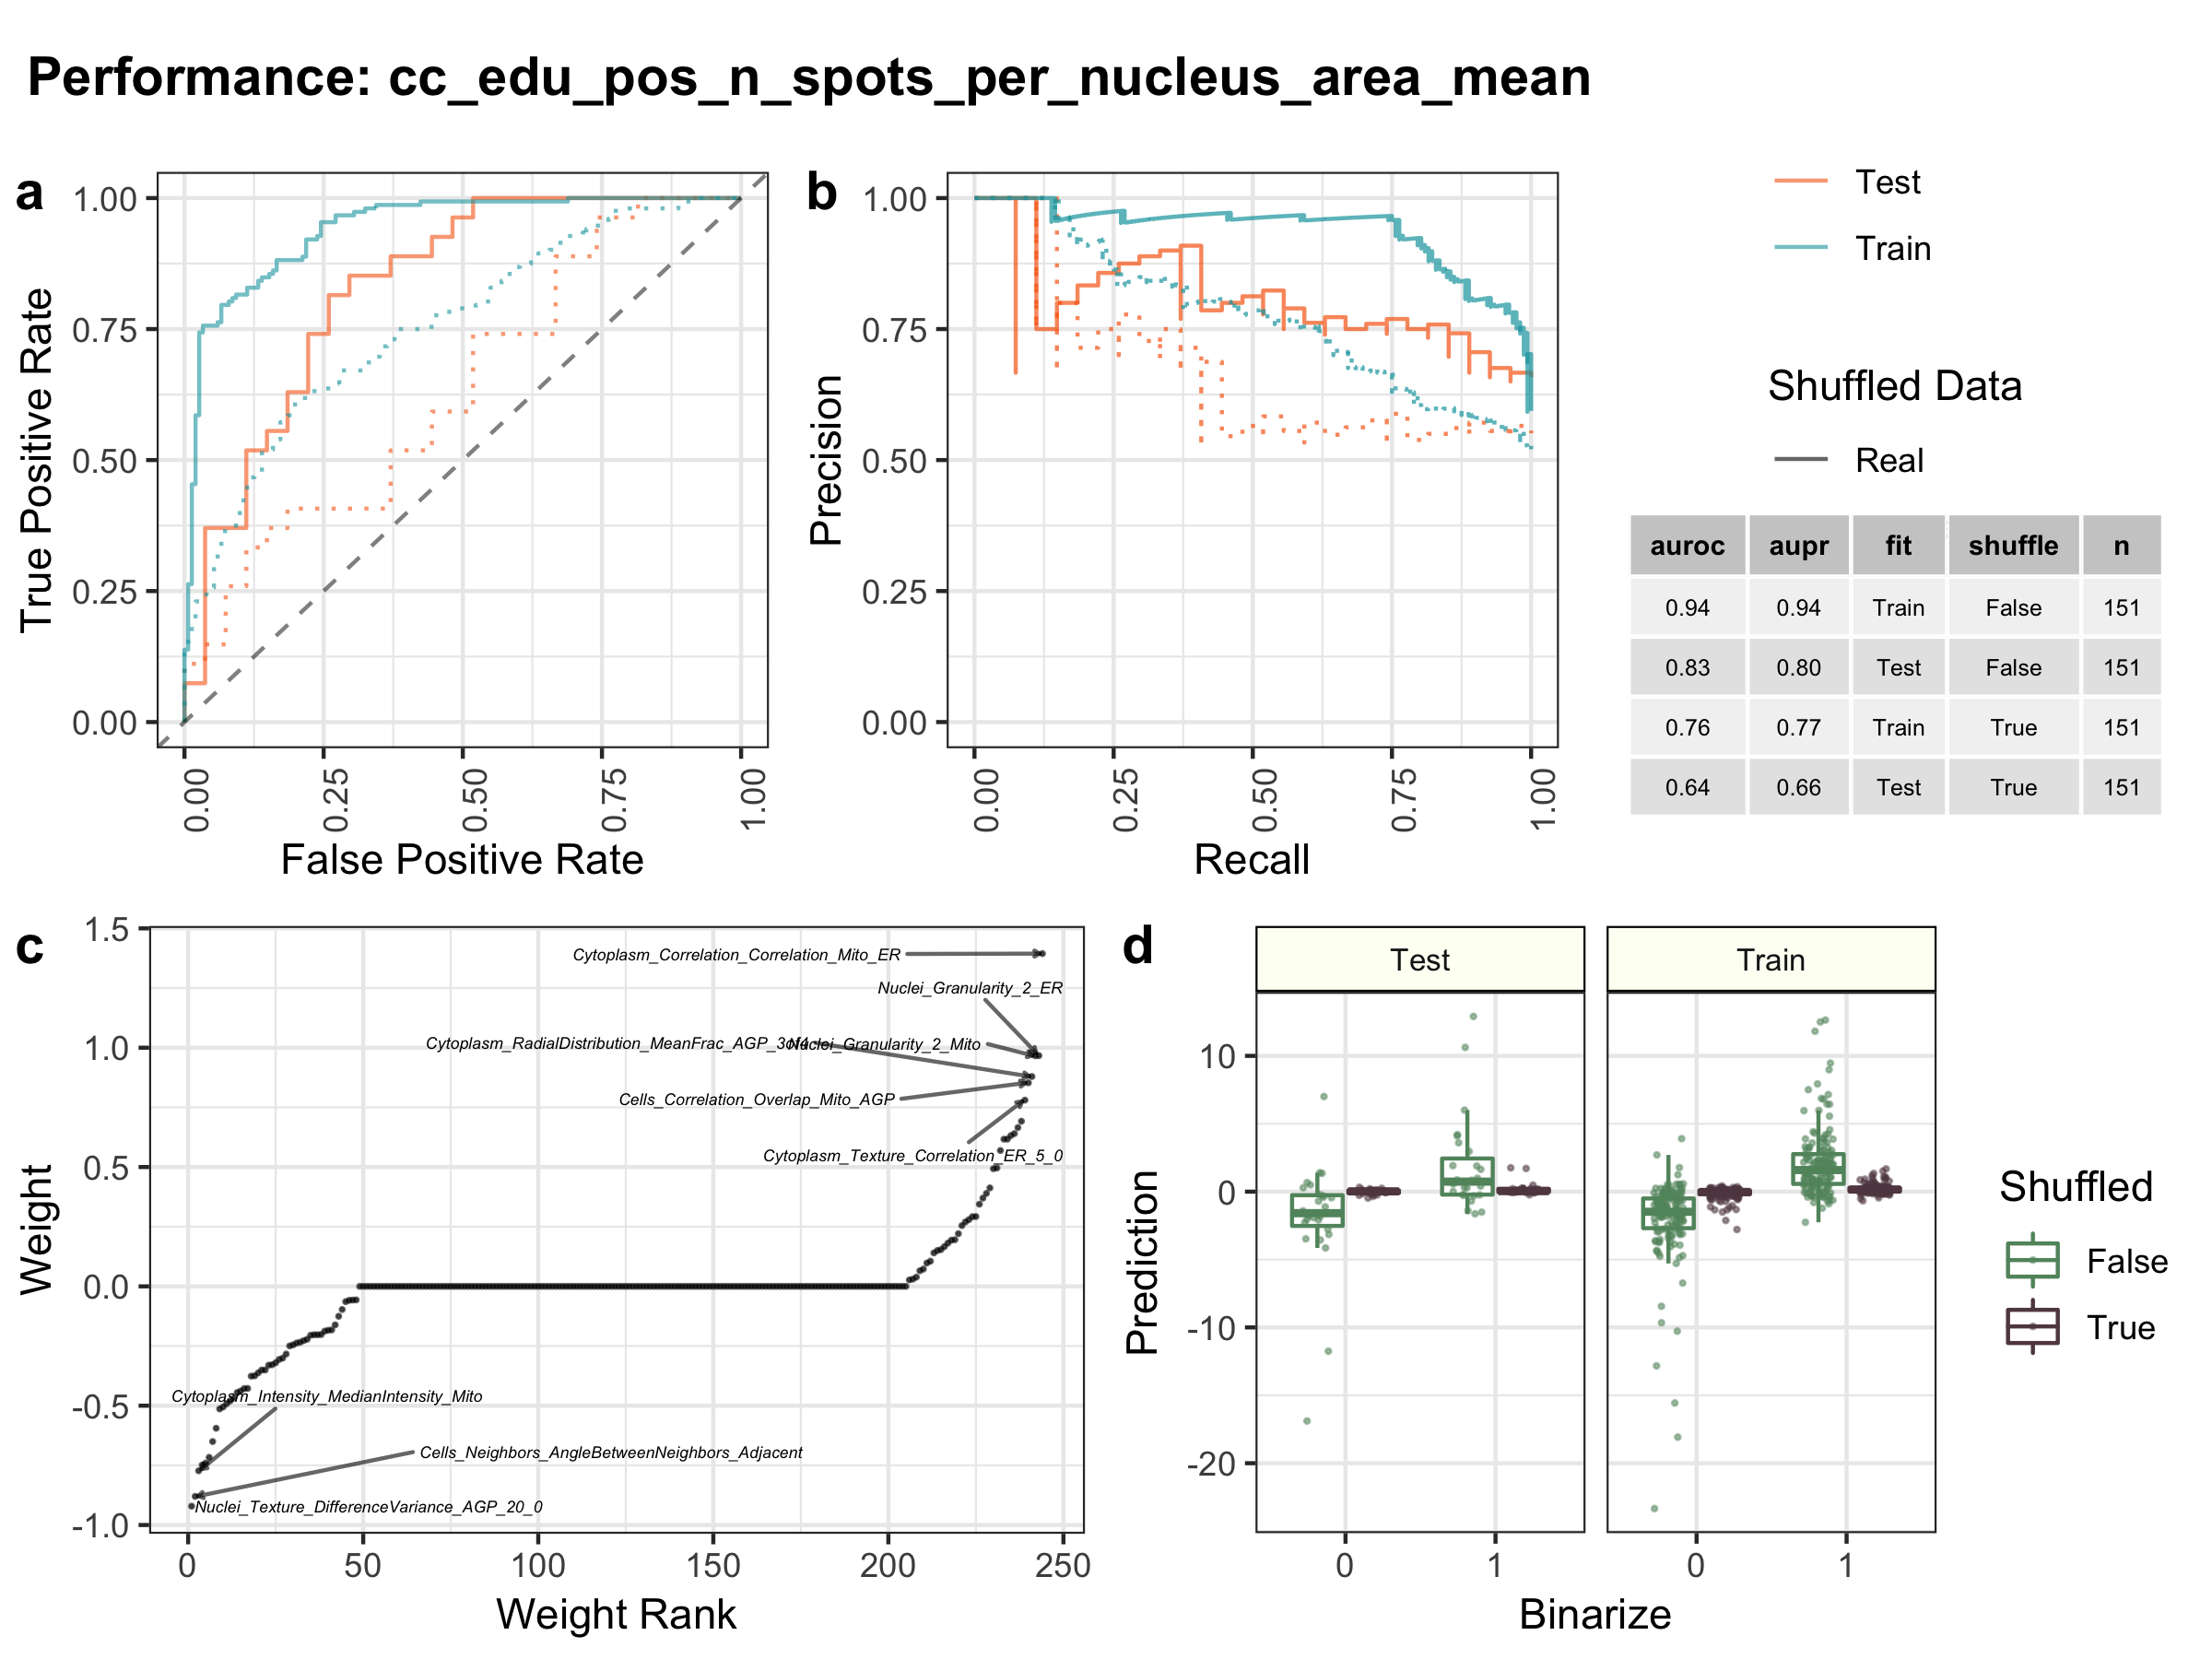 Performance: cc_edu_pos_n_spots_per_nucleus_area_mean
a
1.00
0.75
0.50
0.25
0.00
True Positive Rate
0.00
0.25
0.50
0.75
1.00
False Positive Rate
b
1.00
0.75
0.50
0.25
0.00
Precision
0.00
0.25
0.50
0.75
1.00
Recall
Test
Train
Shuffled Data
Real
auroc aupr fit shuffle n
0.94 0.94 Train False 151
0.83 0.80 Test False 151
0.76 0.77 Train True 151
0.64 0.66 Test True 151
c
1.5
1.0
0.5
0.0
-0.5
-1.0
Weight
Cytoplasm_Correlation_Correlation_Mito_ER
Nuclei_Granularity_2_ER
Cytoplasm_RadialDistribution_MeanFrac_AGP_3of4
Nuclei_Granularity_2_Mito
Cells_Correlation_Overlap_Mito_AGP
Cytoplasm_Texture_Correlation_ER_5_0
Cytoplasm_Intensity_MedianIntensity_Mito
Cells_Neighbors_AngleBetweenNeighbors_Adjacent
Nuclei_Texture_DifferenceVariance_AGP_20_0
0 50 100 150 200 250
Weight Rank
d
Test Train
10
0
-10
-20
Prediction
0 1 0 1
Binarize
Shuffled
False
True